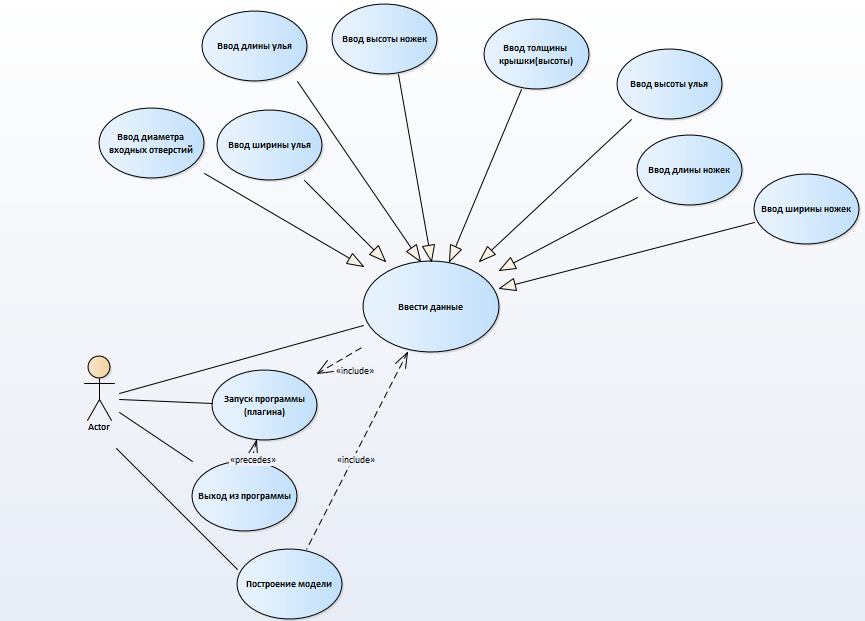 Ввод длины улья
Ввод высоты ножек
Ввод толщины
крышки(высоты)
Ввод высоты улья
Ввод диаметра
входных отверстий
Ввод ширины улья
Ввод длины ножек
Ввод ширины ножек
Ввести данные
«include»
Запуск программы
(плагина)
Actor
«precedes»
«include»
Выход из программы
Построение модели